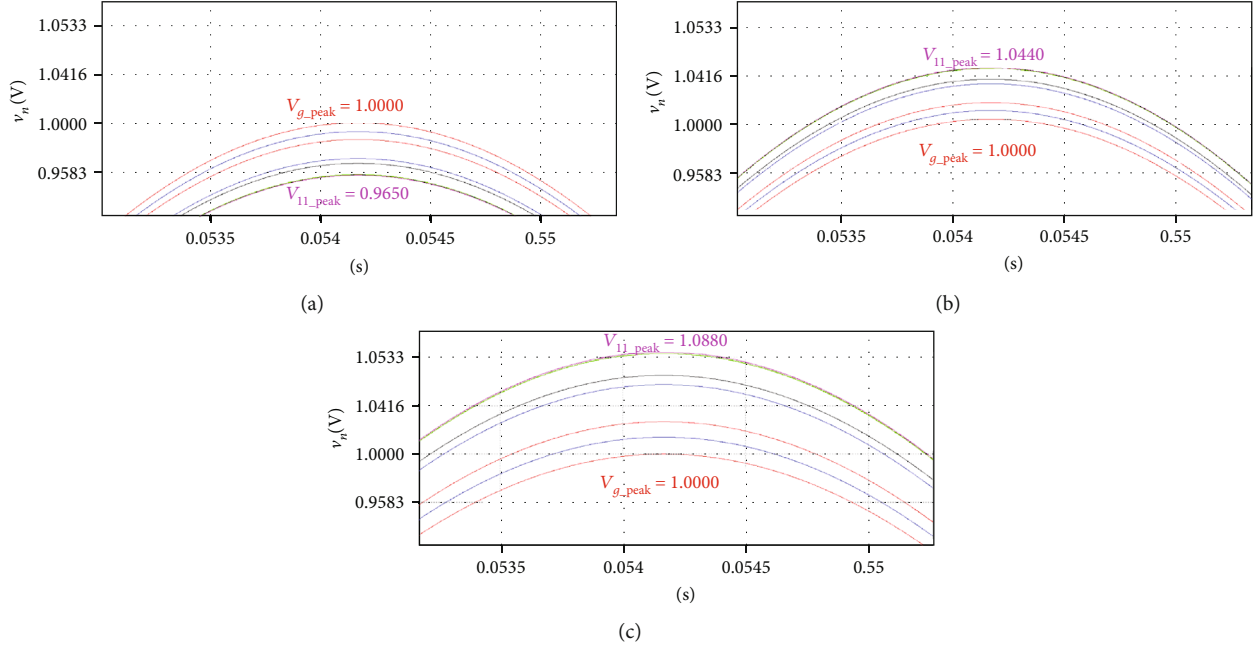 1.0533
1.0416
1.0000
0.9583
v_n(V)
V_g_peak = 1.0000
V_11_peak = 0.9650
0.0535
0.054
0.0545
0.55
(s)
(a)
1.0533
1.0416
1.0000
0.9583
v_n(V)
V_11_peak = 1.0440
V_g_peak = 1.0000
0.0535
0.054
0.0545
0.55
(s)
(b)
1.0533
1.0416
1.0000
0.9583
v_n(V)
V_11_peak = 1.0880
V_g_peak = 1.0000
0.0535
0.054
0.0545
0.55
(s)
(c)